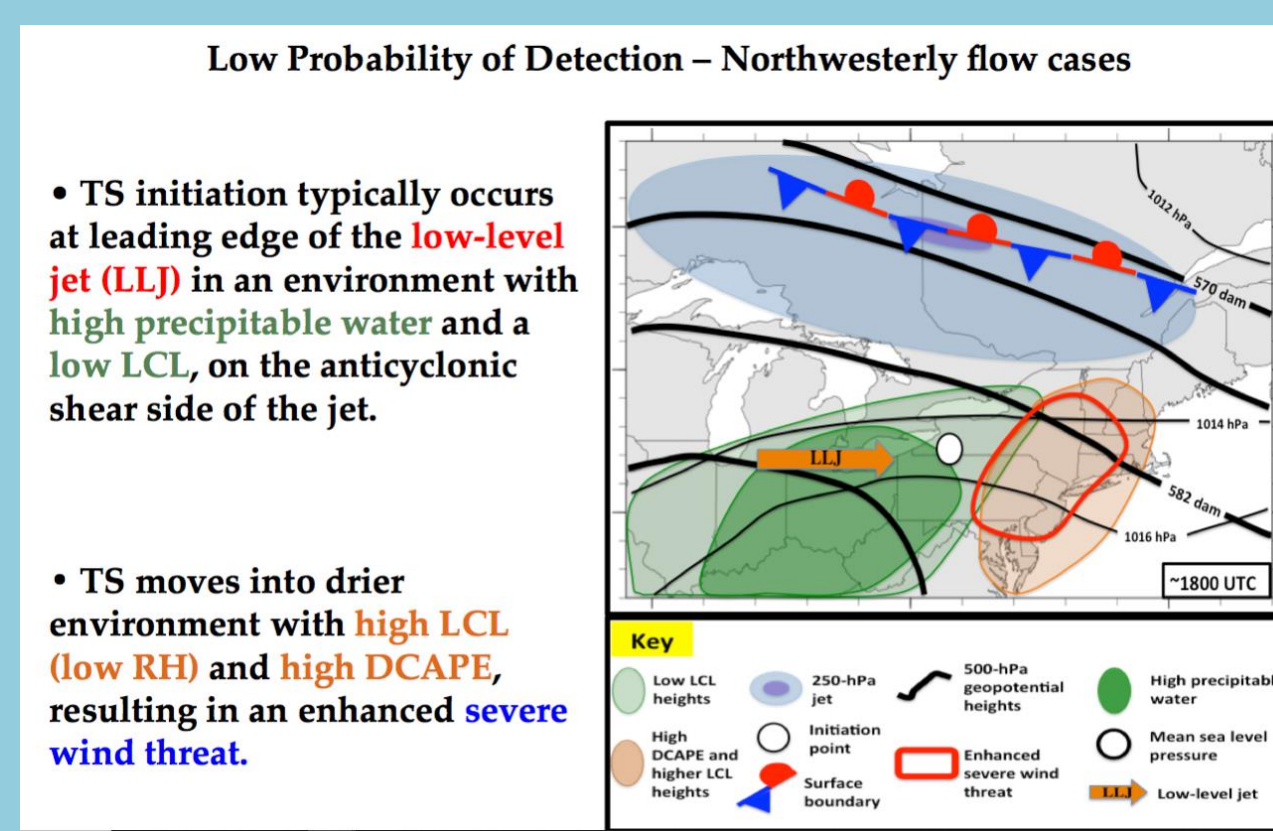 Low Probability of Detection – Northwesterly flow cases
• TS initiation typically occurs
at leading edge of the low-level
jet (LLJ) in an environment with
high precipitable water and a
low LCL, on the anticyclonic
shear side of the jet.
• TS moves into drier
environment with high LCL
(low RH) and high DCAPE,
resulting in an enhanced severe
wind threat.
1012 hPa
570 dam
1014 hPa
LLJ
582 dam
1016 hPa
~1800 UTC
Key
Low LCL
heights
250-hPa
jet
500-hPa
geopotential
heights
High precipitabl
water
High
DCAPE and
higher LCL
heights
Initiation
point
Surface
boundary
Enhanced
severe wind
threat
Mean sea level
pressure
LLJ
Low-level jet